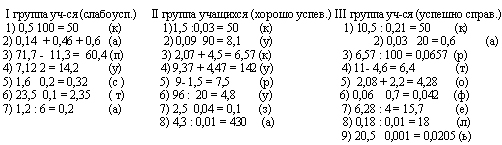 I группа уч-ся (слабоусп.)
1) 0,5 100 = 50 (к)
2) 0,14 + 0,46 + 0,6 (а)
3) 71,7 - 11,3 = 60,4 (п)
4) 7,12 2 = 14,2 (у)
5) 1,6 0,2 = 0,32 (с )
6) 23,5 0,1 = 2,35 ( т)
7) 1,2 : 6 = 0,2 (а)
II группа учащихся (хорошо успев.)
1)1,5 :0,03 = 50 (к)
2) 0,09 90 = 8,1 (у)
3) 2,07 + 4,5 = 6,57 (к)
4) 9,37 + 4,47 = 142 (у)
5) 9- 1,5 = 7,5 (р)
6) 96 : 20 = 4,8 (у)
7) 2,5 0,04 = 0,1 (з)
8) 4,3 : 0,01 = 430 (а)
III группа уч-ся (успешно справ.)
1) 10,5 : 0,21 = 50 (к)
2) 0,03 20 = 0,6 (а)
3) 6,57 : 100 = 0,0657 (р)
4) 11- 4,6 = 6,4 (т)
5) 2,08 + 2,2 = 4,28 (о)
6) 0,06 0,7 = 0,042 (ф)
7) 6,28 : 4 = 15,7 (е)
8) 0,18 : 0,01 = 18 (л)
9) 20,5 0,001 = 0,0205 (ь)